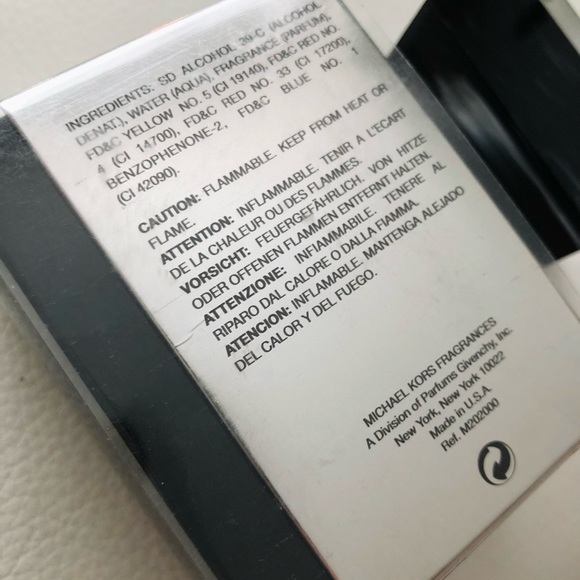 INGREDIENTS: SD ALCOHOL 39-C (ALCOHOL
DENAT.), WATER (AQUA), FRAGRANCE (PARFUM),
FD&C YELLOW NO. 5 (CI 19140), FD&C RED NO.
4 (CI 14700), FD&C RED NO. 33 (CI 17200),
BENZOPHENONE-2, FD&C BLUE NO. 1
(CI 42090).
CAUTION: FLAMMABLE. KEEP FROM HEAT OR
FLAME.
ATTENTION: INFLAMMABLE. TENIR A L'ECART
DE LA CHALEUR OU DES FLAMMES.
VORSICHT: FEUERGEFÄHRLICH. VON HITZE
ODER OFFENEN FLAMMEN ENTFERNT HALTEN.
ATTENZIONE: INFIAMMABILE. TENERE AL
RIPARO DAL CALORE O DALLA FIAMMA.
ATENCION: INFLAMABLE. MANTENGA ALEJADO
DEL CALOR Y DEL FUEGO.
MICHAEL KORS FRAGRANCES
A Division of Parfums Givenchy, Inc.
New York, New York 10022
Made in U.S.A.
Ref. M202D00